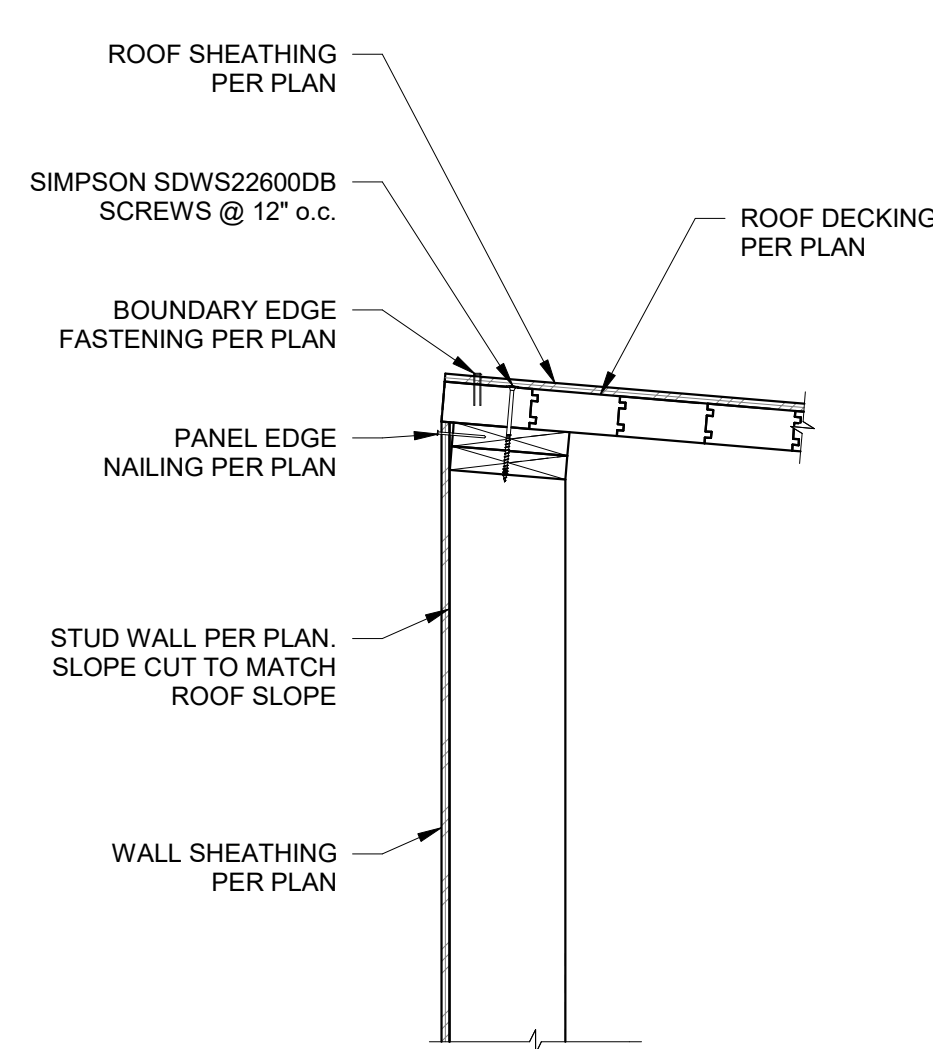 ROOF SHEATHING
PER PLAN
SIMPSON SDWS22600DB
SCREWS @ 12" o.c.
ROOF DECKING
PER PLAN
BOUNDARY EDGE
FASTENING PER PLAN
PANEL EDGE
NAILING PER PLAN
STUD WALL PER PLAN.
SLOPE CUT TO MATCH
ROOF SLOPE
WALL SHEATHING
PER PLAN